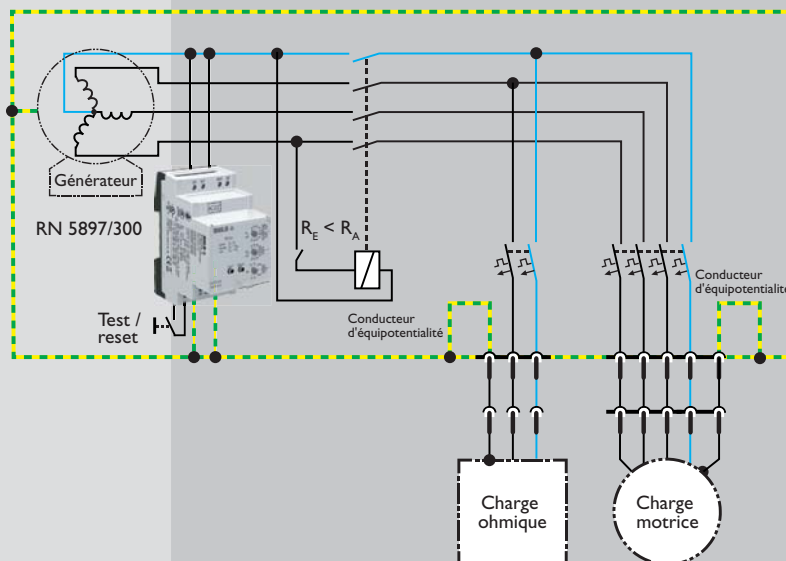 Générateur
RN 5897/300
R_E < R_A
Test /
reset
Conducteur
d'équipotentialité
Conducteur
d'équipotentialité
Charge
ohmique
Charge
motrice